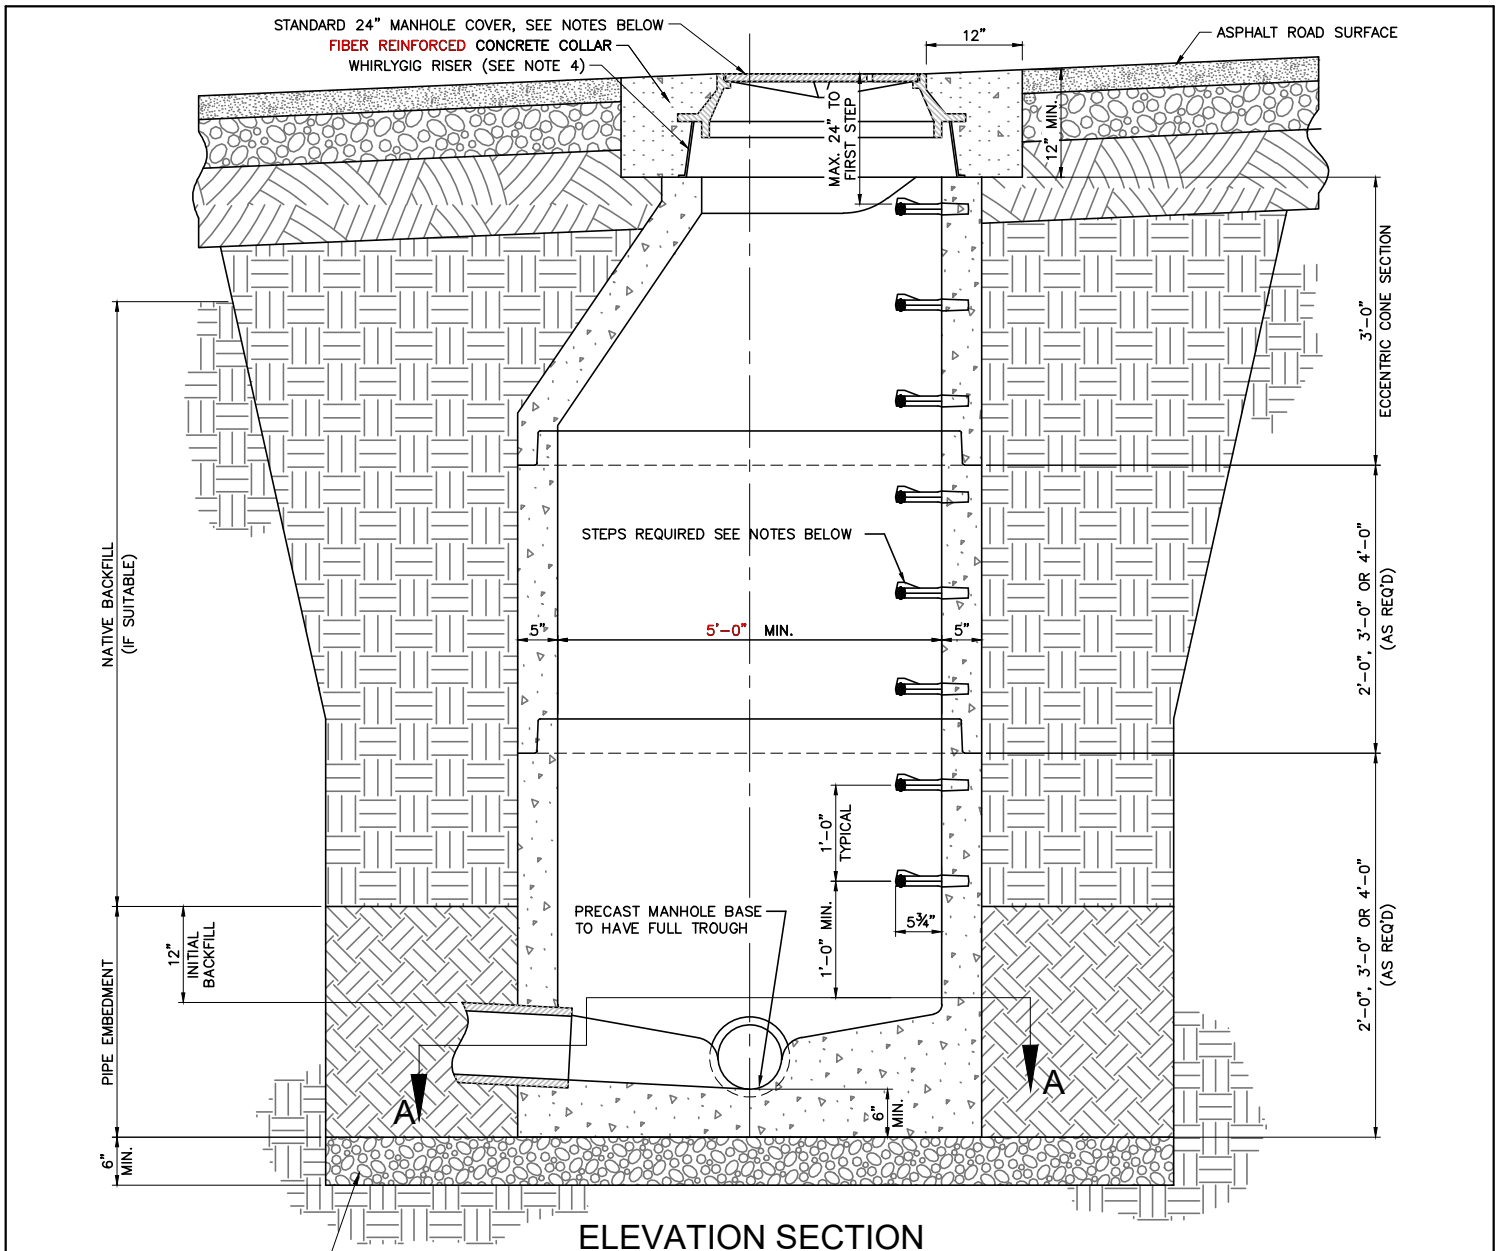 STANDARD 24" MANHOLE COVER, SEE NOTES BELOW
FIBER REINFORCED CONCRETE COLLAR
WHIRLYGIG RISER (SEE NOTE 4)
12"
ASPHALT ROAD SURFACE
MAX. 24" TO
FIRST STEP
12" MIN.
3'-0"
ECCENTRIC CONE SECTION
NATIVE BACKFILL
(IF SUITABLE)
STEPS REQUIRED SEE NOTES BELOW
5"
5'-0" MIN.
5"
2'-0", 3'-0" OR 4'-0"
(AS REQ'D)
1'-0"
TYPICAL
PRECAST MANHOLE BASE
TO HAVE FULL TROUGH
1'-0" MIN.
5¾"
2'-0", 3'-0" OR 4'-0"
(AS REQ'D)
12"
INITIAL
BACKFILL
PIPE EMBEDMENT
A
A
6"
MIN.
6"
MIN.
ELEVATION SECTION